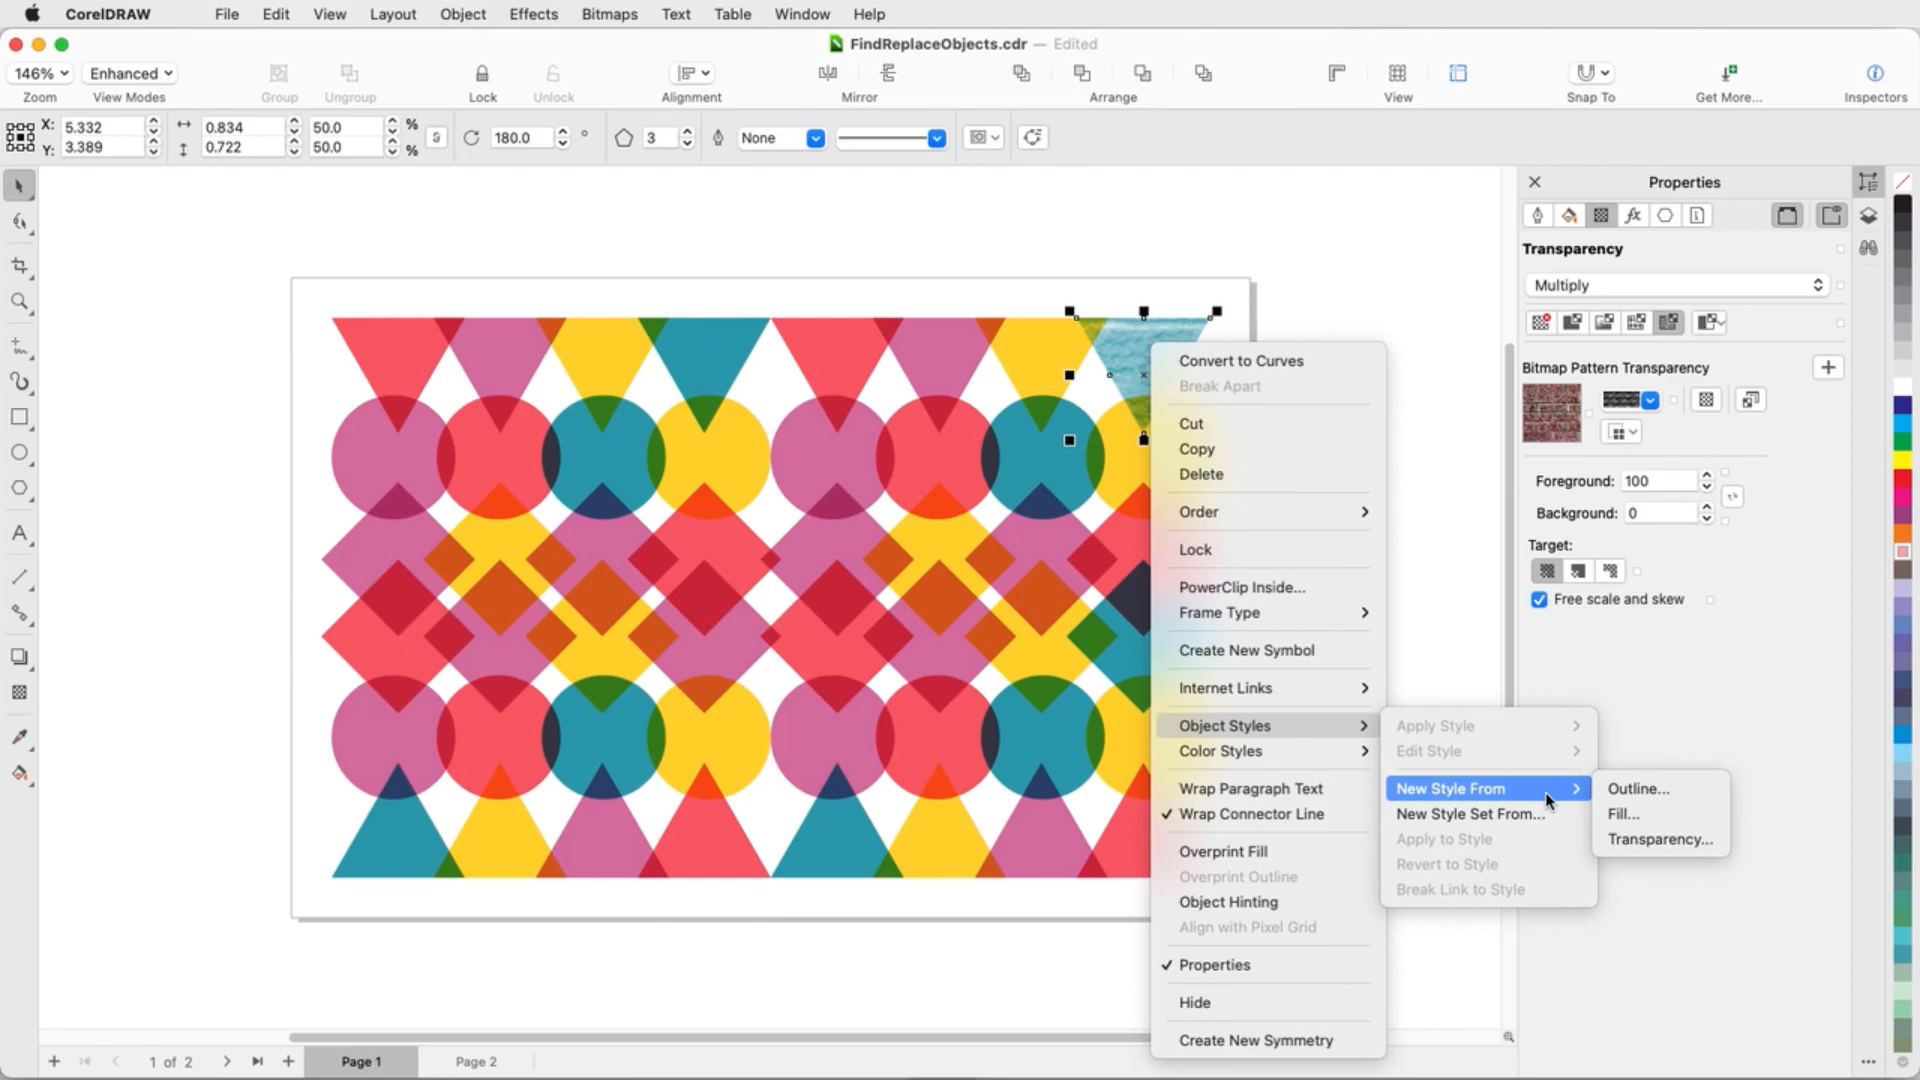 CorelDRAW File Edit View Layout Object Effects Bitmaps Text Table Window Help
FindReplaceObjects.cdr — Edited
146% Enhanced
Zoom View Modes Group Ungroup Lock Unlock Alignment Mirror Arrange View Snap To Get More... Inspectors
X: 5.332 0.834 50.0 %
Y: 3.389 0.722 50.0 %
180.0 ° 3 None
Properties
Transparency
Multiply
Bitmap Pattern Transparency
Foreground: 100
Background: 0
Target:
Free scale and skew
Convert to Curves
Break Apart
Cut
Copy
Delete
Order
Lock
PowerClip Inside...
Frame Type
Create New Symbol
Internet Links
Object Styles
Color Styles
Wrap Paragraph Text
Wrap Connector Line
Overprint Fill
Overprint Outline
Object Hinting
Align with Pixel Grid
Properties
Hide
Create New Symmetry
Apply Style
Edit Style
New Style From
New Style Set From...
Apply to Style
Revert to Style
Break Link to Style
Outline...
Fill...
Transparency...
1 of 2 Page 1 Page 2